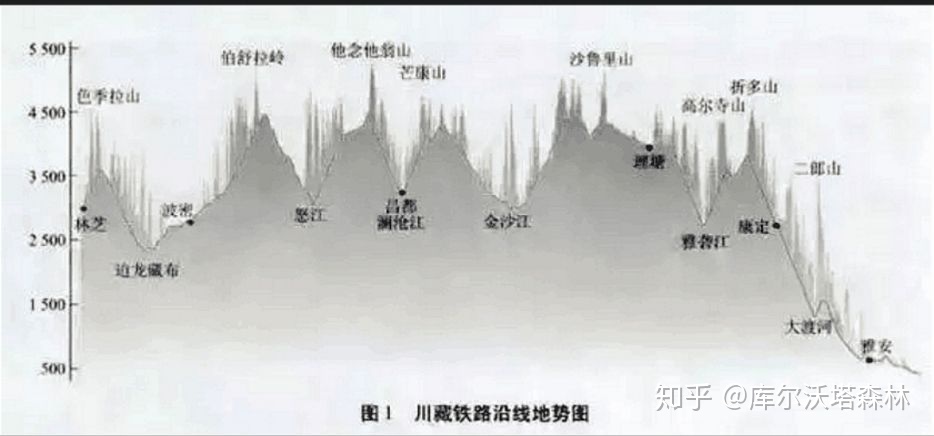 5 500
4 500
3 500
2 500
1 500
500
色季拉山
伯舒拉岭
他念他翁山
芒康山
沙鲁里山
高尔寺山
折多山
二郎山
林芝
波密
迫龙藏布
怒江
昌都
澜沧江
金沙江
理塘
雅砻江
康定
大渡河
雅安
知乎 @库尔沃塔森林
图1 川藏铁路沿线地势图